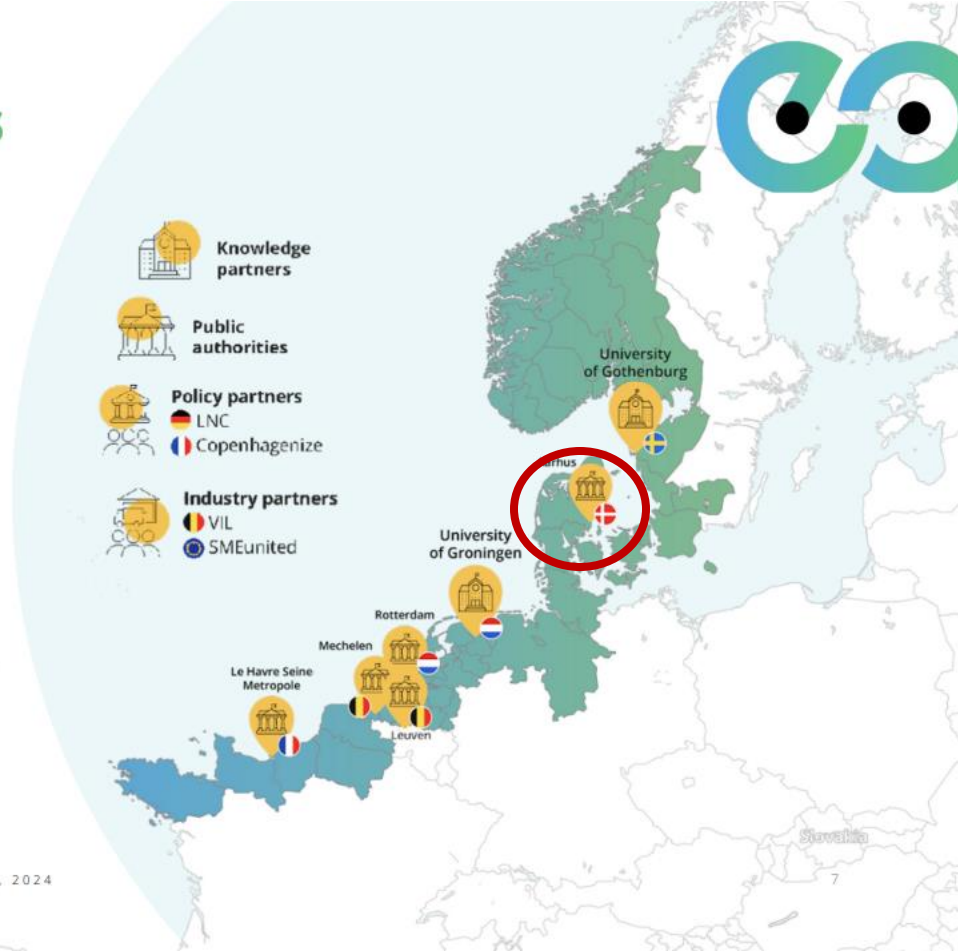 Knowledge
partners
Public
authorities
Policy partners
LNC
Copenhagenize
Industry partners
VIL
SMEunited
University
of Gothenburg
University
of Groningen
Rotterdam
Mechelen
Le Havre Seine
Metropole
Leuven
Slovakia
2024
7